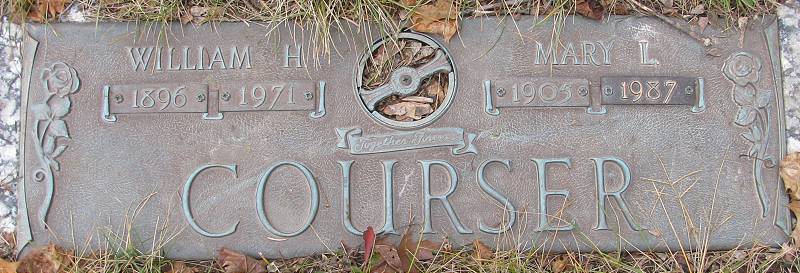 WILLIAM H. MARY L.
1896 1971 1905 1987
Together Forever
COURSER